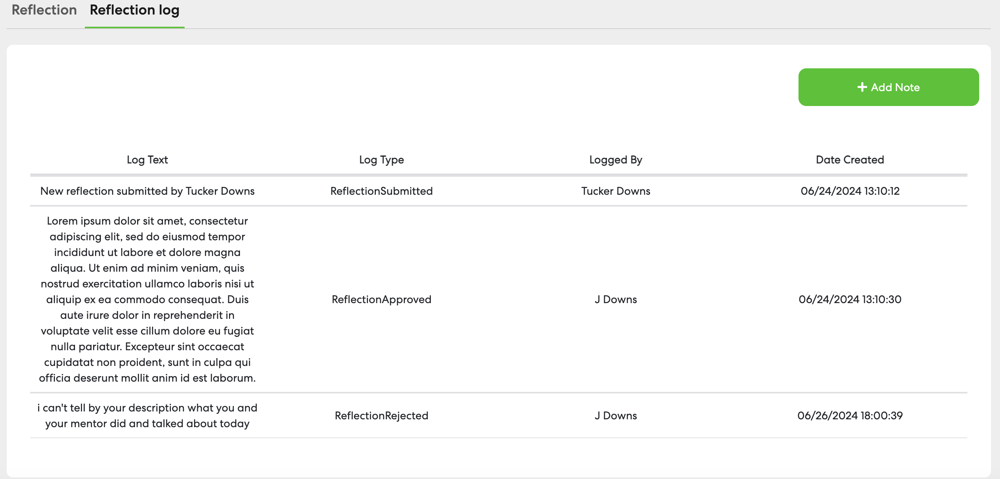 Reflection Reflection log
Add Note
Log Text Log Type Logged By Date Created
New reflection submitted by Tucker Downs ReflectionSubmitted Tucker Downs 06/24/2024 13:10:12
Lorem ipsum dolor sit amet, consectetur
adipiscing elit, sed do eiusmod tempor
incididunt ut labore et dolore magna
aliqua. Ut enim ad minim veniam, quis
nostrud exercitation ullamco laboris nisi ut
aliquip ex ea commodo consequat. Duis
aute irure dolor in reprehenderit in
voluptate velit esse cillum dolore eu fugiat
nulla pariatur. Excepteur sint occaecat
cupidatat non proident, sunt in culpa qui
officia deserunt mollit anim id est laborum.
ReflectionApproved J Downs 06/24/2024 13:10:30
i can't tell by your description what you and
your mentor did and talked about today
ReflectionRejected J Downs 06/26/2024 18:00:39